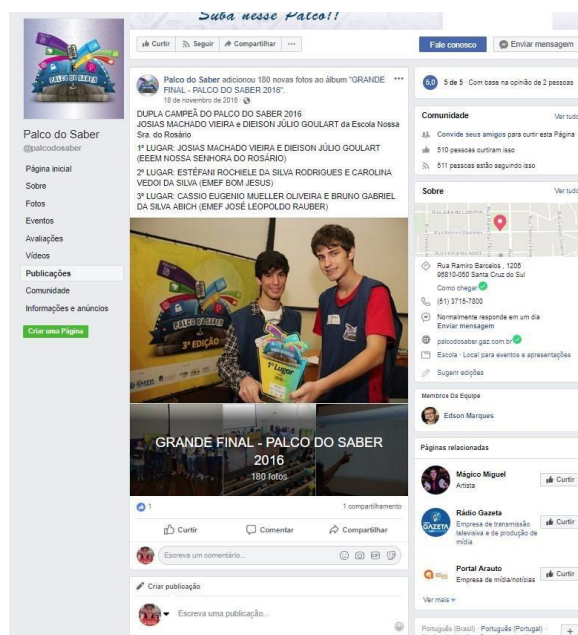 Suba nesse Palco!!
Curtir
Seguir
Compartilhar
Fale conosco
Enviar mensagem
PALCO DO SABER
Palco do Saber
@palcodosaber
Página inicial
Sobre
Fotos
Eventos
Avaliações
Vídeos
Publicações
Comunidade
Informações e anúncios
Criar uma Página
Palco do Saber adicionou 180 novas fotos ao álbum "GRANDE
FINAL - PALCO DO SABER 2016".
18 de novembro de 2016
DUPLA CAMPEÃ DO PALCO DO SABER 2016
JOSIAS MACHADO VIEIRA e DIEISON JÚLIO GOULART da Escola Nossa
Sra. do Rosário
1º LUGAR: JOSIAS MACHADO VIEIRA e DIEISON JÚLIO GOULART
(EEEM NOSSA SENHORA DO ROSÁRIO)
2º LUGAR: ESTÉFANI ROCHIELE DA SILVA RODRIGUES E CAROLINA
VEDOI DA SILVA (EMEF BOM JESUS)
3º LUGAR: CASSIO EUGENIO MUELLER OLIVEIRA E BRUNO GABRIEL
DA SILVA ABICH (EMEF JOSÉ LEOPOLDO RAUBER)
PALCO DO SABER
3ª EDIÇÃO
1º Lugar
GRANDE FINAL - PALCO DO SABER
2016
180 fotos
1
1 compartilhamento
Curtir
Comentar
Compartilhar
Escreva um comentário...
Criar publicação
Escreva uma publicação...
5,0
5 de 5 · Com base na opinião de 2 pessoas
Comunidade
Ver tudo
Convide seus amigos para curtir esta Página
510 pessoas curtiram isso
511 pessoas estão seguindo isso
Sobre
Ver tudo
Rua Ramiro Barcelos , 1206
96810-050 Santa Cruz do Sul
Como chegar
(51) 3715-7800
Normalmente responde em um dia
Enviar mensagem
palcodosaber.gaz.com.br
Escola · Local para eventos e apresentações
Sugerir edições
Membros Da Equipe
Edson Marques
Páginas relacionadas
Mágico Miguel
Artista
Curtir
GAZETA
Rádio Gazeta
Empresa de transmissão
televisiva e de produção de
mídia
Curtir
Portal Arauto
Empresa de mídia/notícias
Curtir
Ver mais
Português (Brasil) · Português (Portugal) ·